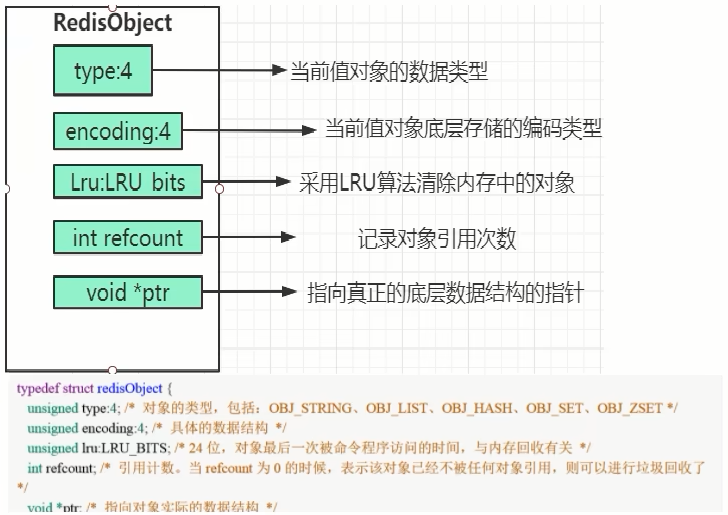 RedisObject
type:4
当前值对象的数据类型
encoding:4
当前值对象底层存储的编码类型
Lru:LRU bits
采用LRU算法清除内存中的对象
int refcount
记录对象引用次数
void *ptr
指向真正的底层数据结构的指针
typedef struct redisObject {
unsigned type:4; /* 对象的类型，包括：OBJ_STRING、OBJ_LIST、OBJ_HASH、OBJ_SET、OBJ_ZSET */
unsigned encoding:4; /* 具体的数据结构 */
unsigned lru:LRU_BITS; /* 24 位，对象最后一次被命令程序访问的时间，与内存回收有关 */
int refcount; /* 引用计数。当 refcount 为 0 的时候，表示该对象已经不被任何对象引用，则可以进行垃圾回收了
*/
void *ptr; /* 指向对象实际的数据结构 */